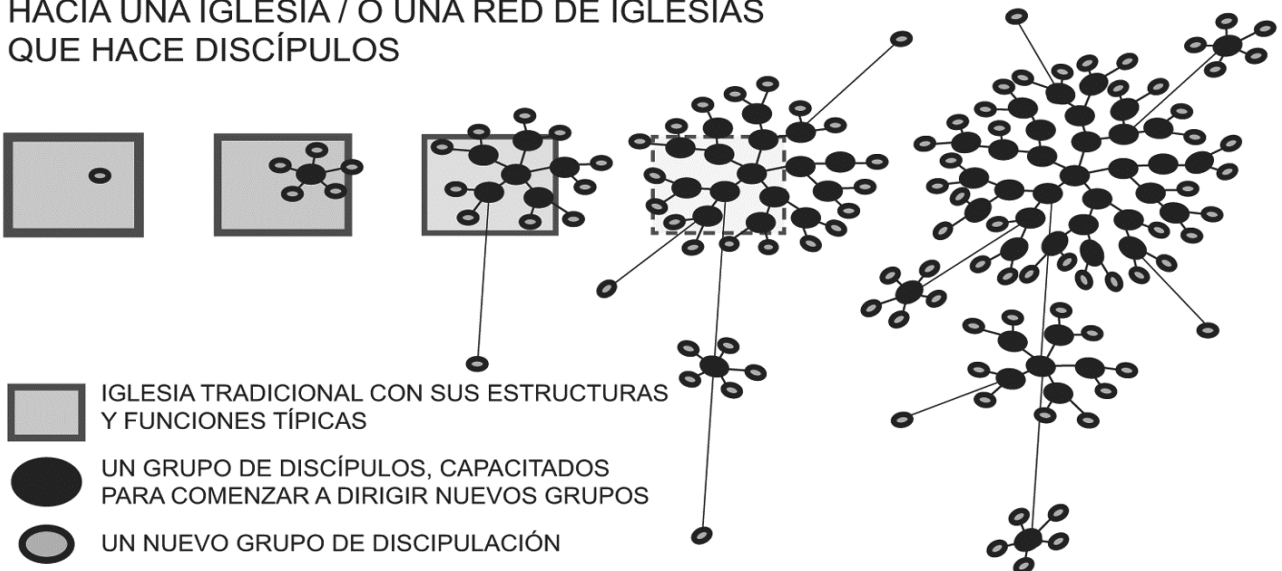 HACIA UNA IGLESIA / O UNA RED DE IGLESIAS
QUE HACE DISCÍPULOS
IGLESIA TRADICIONAL CON SUS ESTRUCTURAS
Y FUNCIONES TÍPICAS
UN GRUPO DE DISCÍPULOS, CAPACITADOS
PARA COMENZAR A DIRIGIR NUEVOS GRUPOS
UN NUEVO GRUPO DE DISCIPULACIÓN